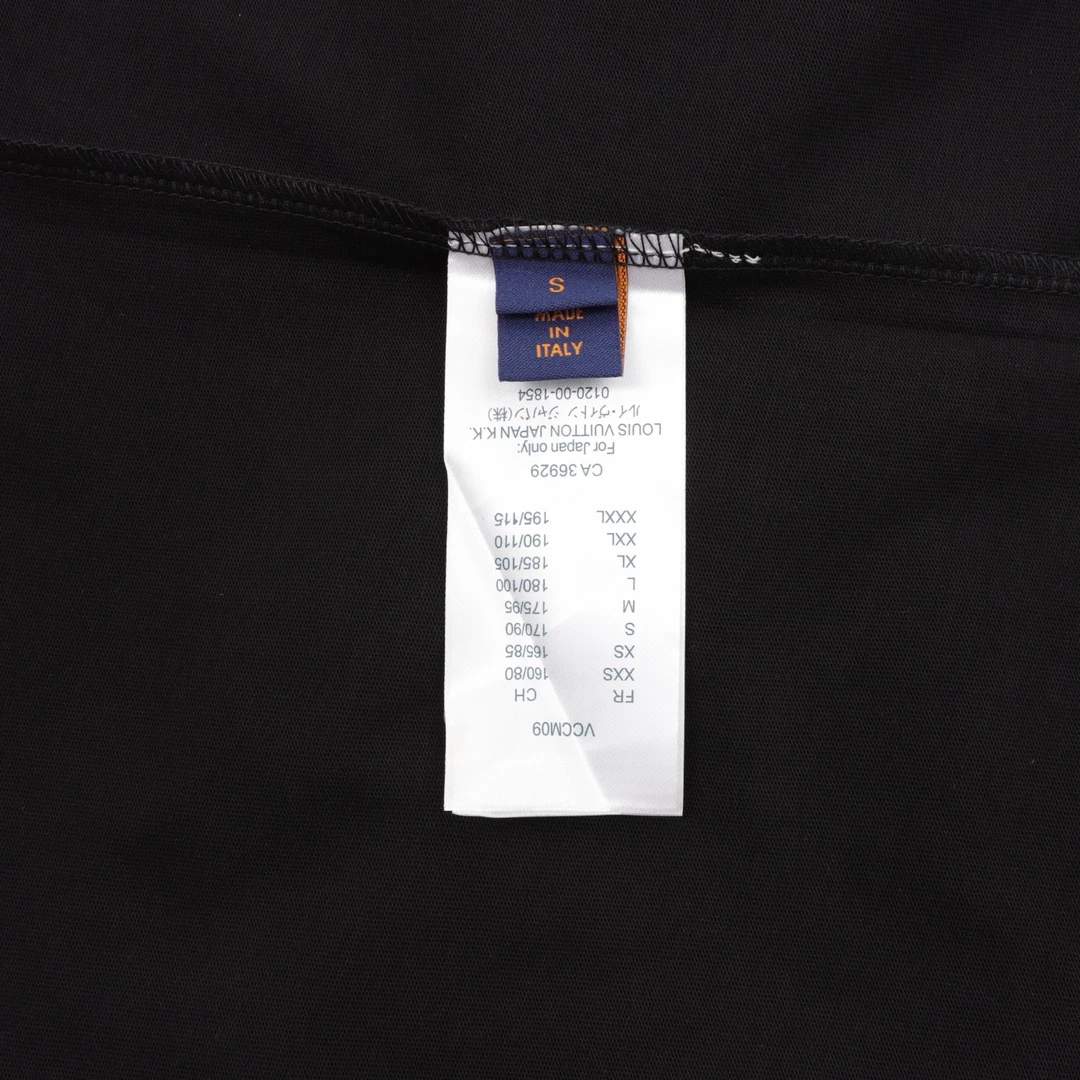 S
MADE
IN
ITALY
VCCM09
FR CH
XXS 160/80
XS 165/85
S 170/90
M 175/95
L 180/100
XL 185/105
XXL 190/110
XXXL 195/115
CA 36929
For Japan only:
LOUIS VUITTON JAPAN K.K.
ルイ・ヴィトン ジャパン(株)
0120-00-1854